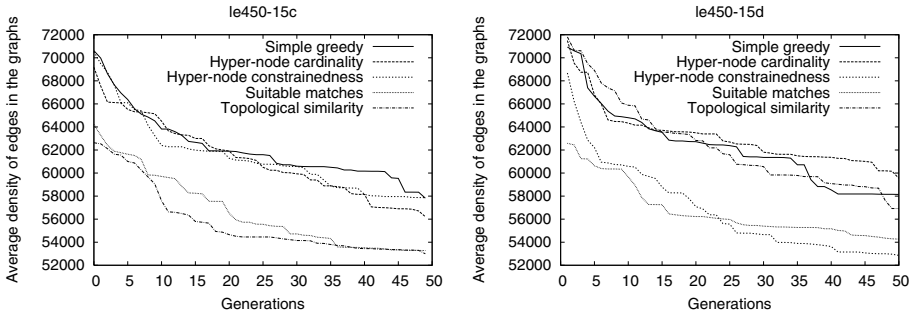 le450-15c
Average density of edges in the graphs
72000
70000
68000
66000
64000
62000
60000
58000
56000
54000
52000
Simple greedy
Hyper-node cardinality
Hyper-node constrainedness
Suitable matches
Topological similarity
0 5 10 15 20 25 30 35 40 45 50
Generations
le450-15d
Average density of edges in the graphs
72000
70000
68000
66000
64000
62000
60000
58000
56000
54000
52000
Simple greedy
Hyper-node cardinality
Hyper-node constrainedness
Suitable matches
Topological similarity
0 5 10 15 20 25 30 35 40 45 50
Generations